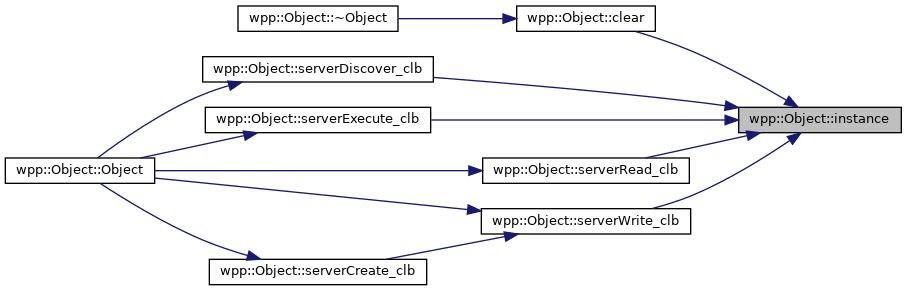 wpp::Object::~Object
wpp::Object::clear
wpp::Object::serverDiscover_clb
wpp::Object::serverExecute_clb
wpp::Object::instance
wpp::Object::Object
wpp::Object::serverRead_clb
wpp::Object::serverWrite_clb
wpp::Object::serverCreate_clb